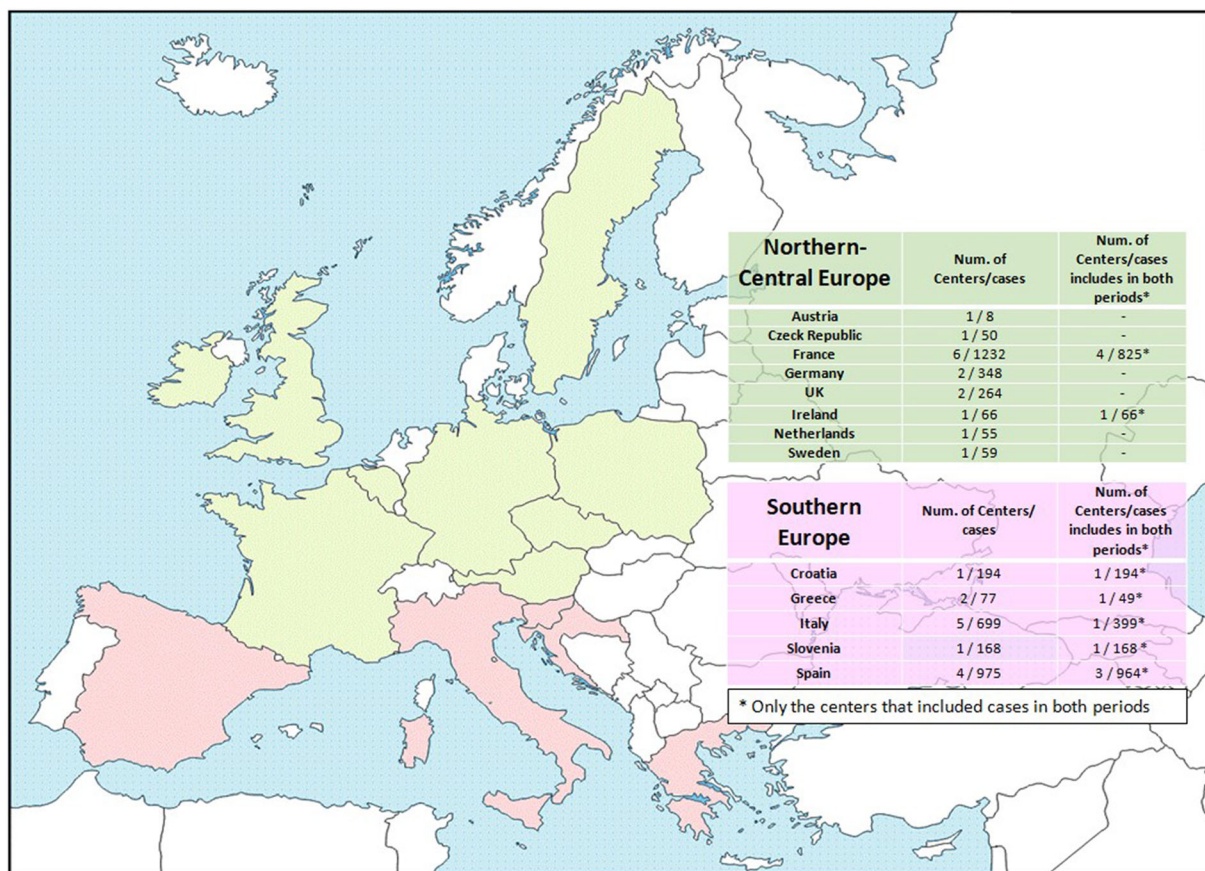 Northern-
Central Europe
Num. of
Centers/cases
Num. of
Centers/cases
includes in both
periods*
Austria 1 / 8 -
Czeck Republic 1 / 50 -
France 6 / 1232 4 / 825*
Germany 2 / 348 -
UK 2 / 264 -
Ireland 1 / 66 1 / 66*
Netherlands 1 / 55 -
Sweden 1 / 59 -
Southern
Europe
Num. of Centers/
cases
Num. of
Centers/cases
includes in both
periods*
Croatia 1 / 194 1 / 194*
Greece 2 / 77 1 / 49*
Italy 5 / 699 1 / 399*
Slovenia 1 / 168 1 / 168 *
Spain 4 / 975 3 / 964*
* Only the centers that included cases in both periods